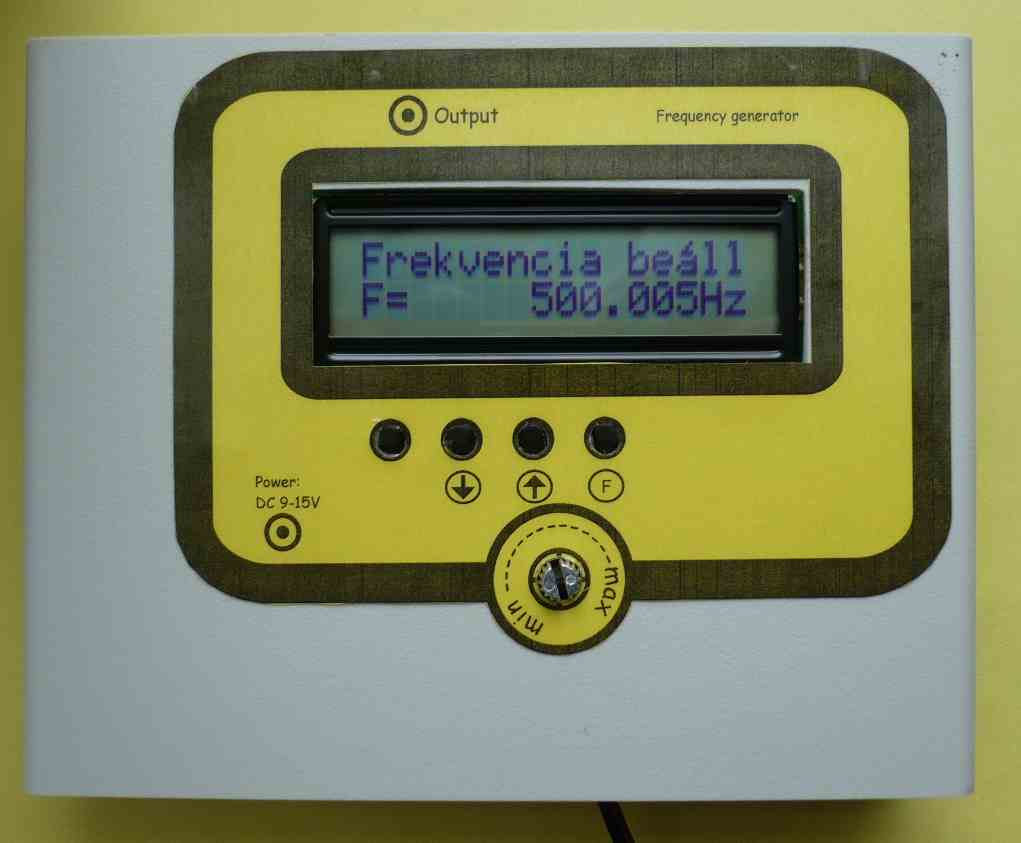 Output
Frequency generator
Frekvencia beáll
F= 500.005Hz
Power:
DC 9-15V
F
min
max